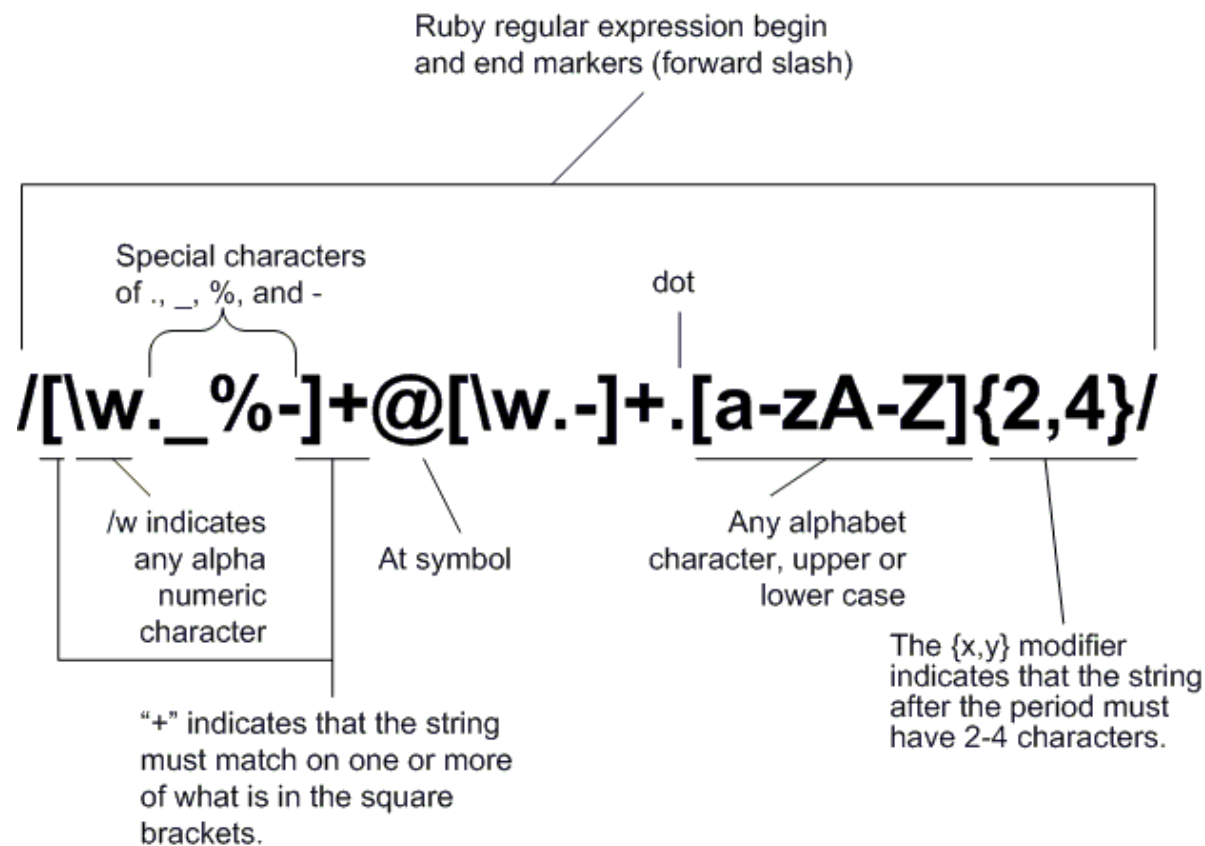 Ruby regular expression begin
and end markers (forward slash)
Special characters
of ., _, %, and -
dot
/[\w._%-]+@[\w.-]+.[a-zA-Z]{2,4}/
/w indicates
any alpha
numeric
character
At symbol
Any alphabet
character, upper or
lower case
The {x,y} modifier
indicates that the string
after the period must
have 2-4 characters.
“+” indicates that the string
must match on one or more
of what is in the square
brackets.